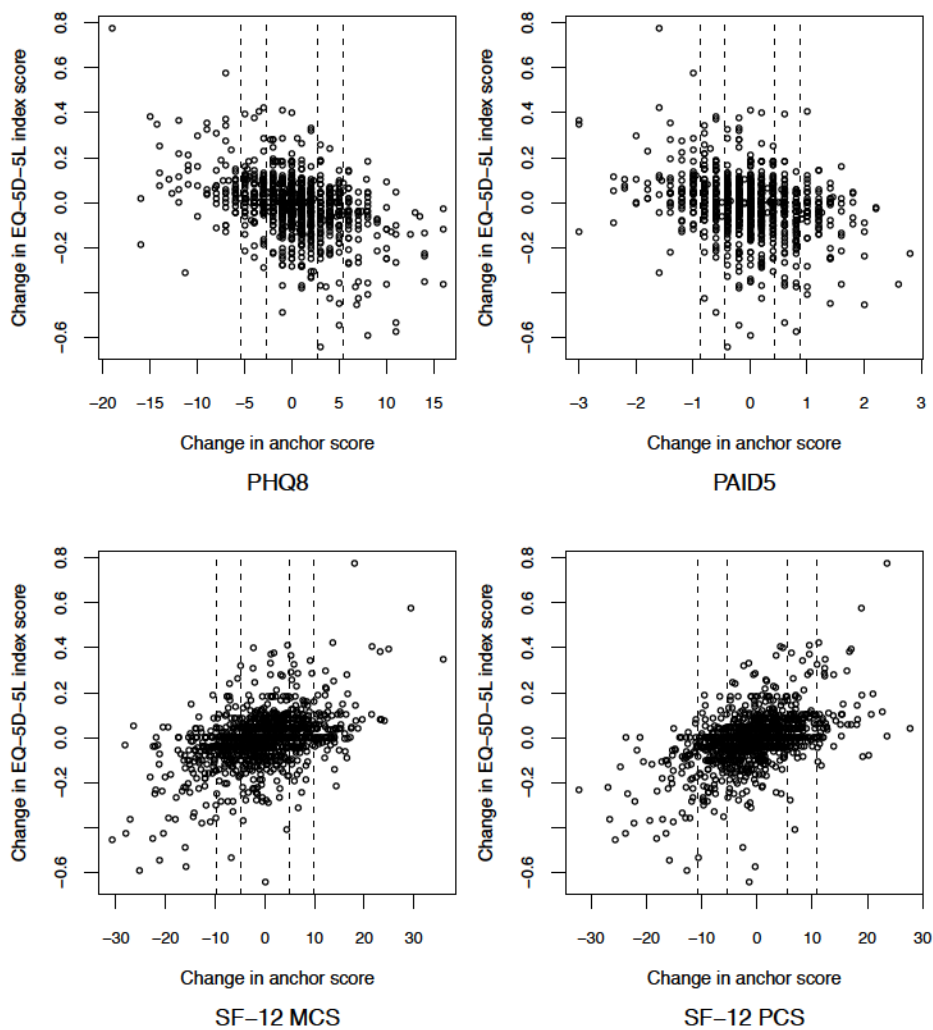 Change in EQ-5D-5L index score
0.8
0.6
0.4
0.2
0.0
−0.2
−0.6
−20 −15 −10 −5 0 5 10 15
Change in anchor score
PHQ8
Change in EQ-5D-5L index score
0.8
0.6
0.4
0.2
0.0
−0.2
−0.6
−3 −2 −1 0 1 2 3
Change in anchor score
PAID5
Change in EQ-5D-5L index score
0.8
0.6
0.4
0.2
0.0
−0.2
−0.6
−30 −20 −10 0 10 20 30
Change in anchor score
SF−12 MCS
Change in EQ-5D-5L index score
0.8
0.6
0.4
0.2
0.0
−0.2
−0.6
−30 −20 −10 0 10 20 30
Change in anchor score
SF−12 PCS